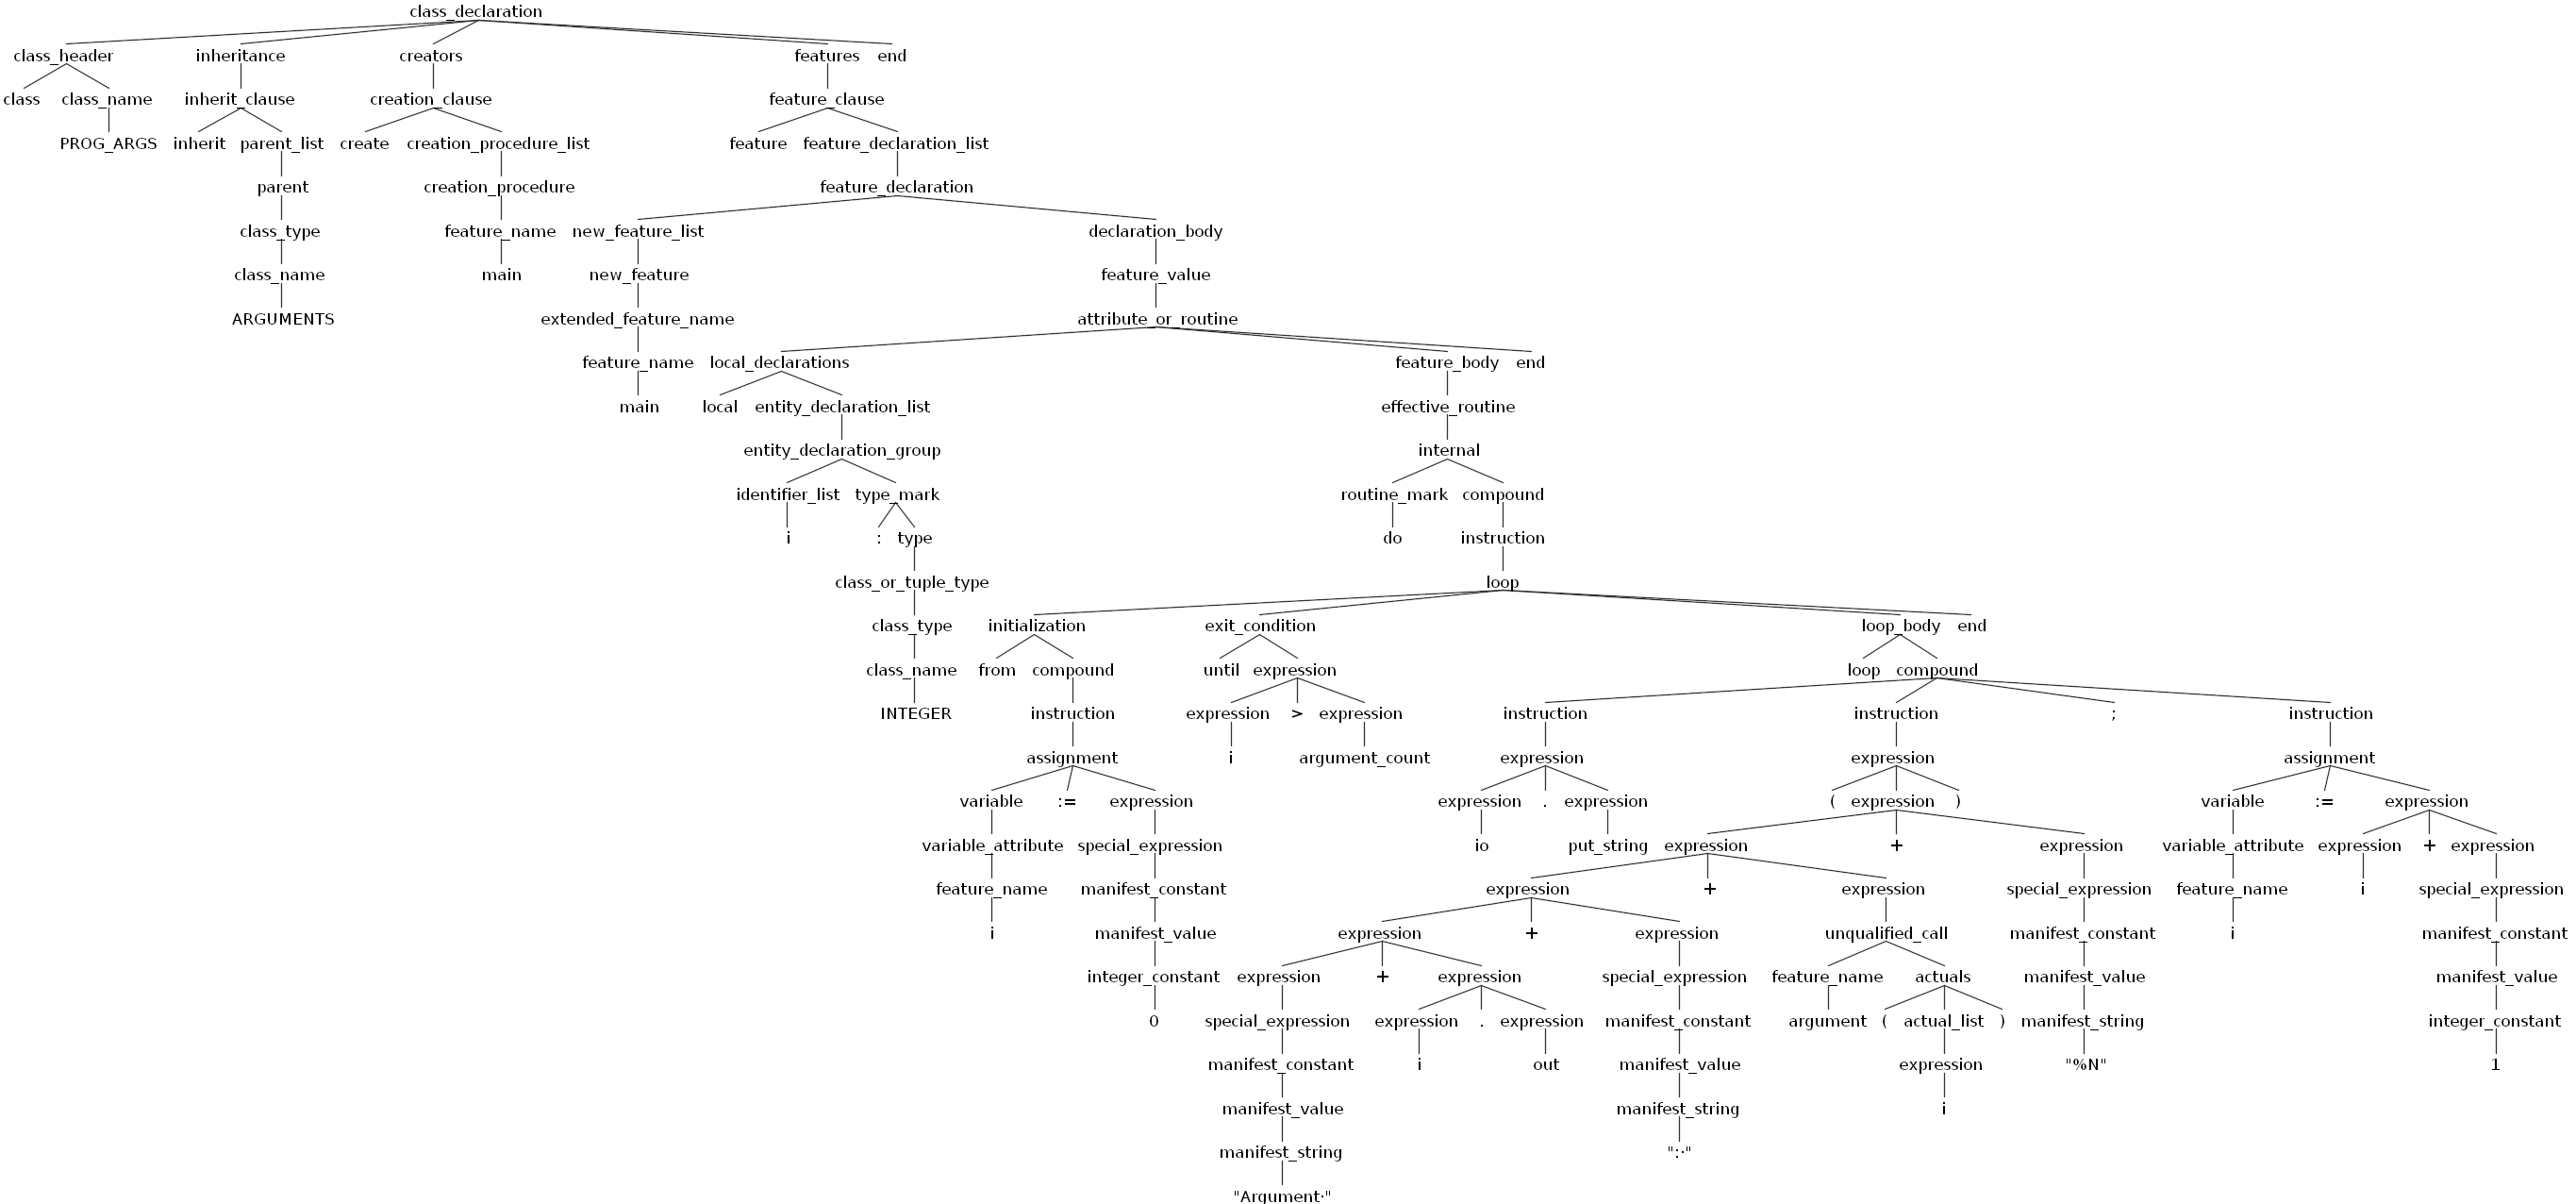 class_declaration
class_header inheritance creators features end
class class_name inherit_clause creation_clause feature_clause
PROG_ARGS inherit parent_list create creation_procedure_list feature feature_declaration_list
parent creation_procedure feature_declaration
class_type feature_name new_feature_list declaration_body
class_name main new_feature feature_value
ARGUMENTS extended_feature_name attribute_or_routine
feature_name local_declarations feature_body end
main local entity_declaration_list effective_routine
entity_declaration_group internal
identifier_list type_mark routine_mark compound
i : type do instruction
class_or_tuple_type loop
class_type initialization exit_condition loop_body end
class_name from compound until expression loop compound
INTEGER instruction expression > expression instruction instruction ; instruction
assignment i argument_count expression expression assignment
variable := expression expression . expression ( expression ) variable := expression
variable_attribute special_expression io put_string expression + expression variable_attribute expression + expression
feature_name manifest_constant expression + expression special_expression feature_name i special_expression
i manifest_value expression + expression unqualified_call manifest_constant i manifest_constant
integer_constant expression + expression special_expression feature_name actuals manifest_value manifest_value
0 special_expression expression . expression manifest_constant argument ( actual_list ) manifest_string integer_constant
manifest_constant i out manifest_value expression "%N" 1
manifest_value manifest_string i
manifest_string ":·"
"Argument·"